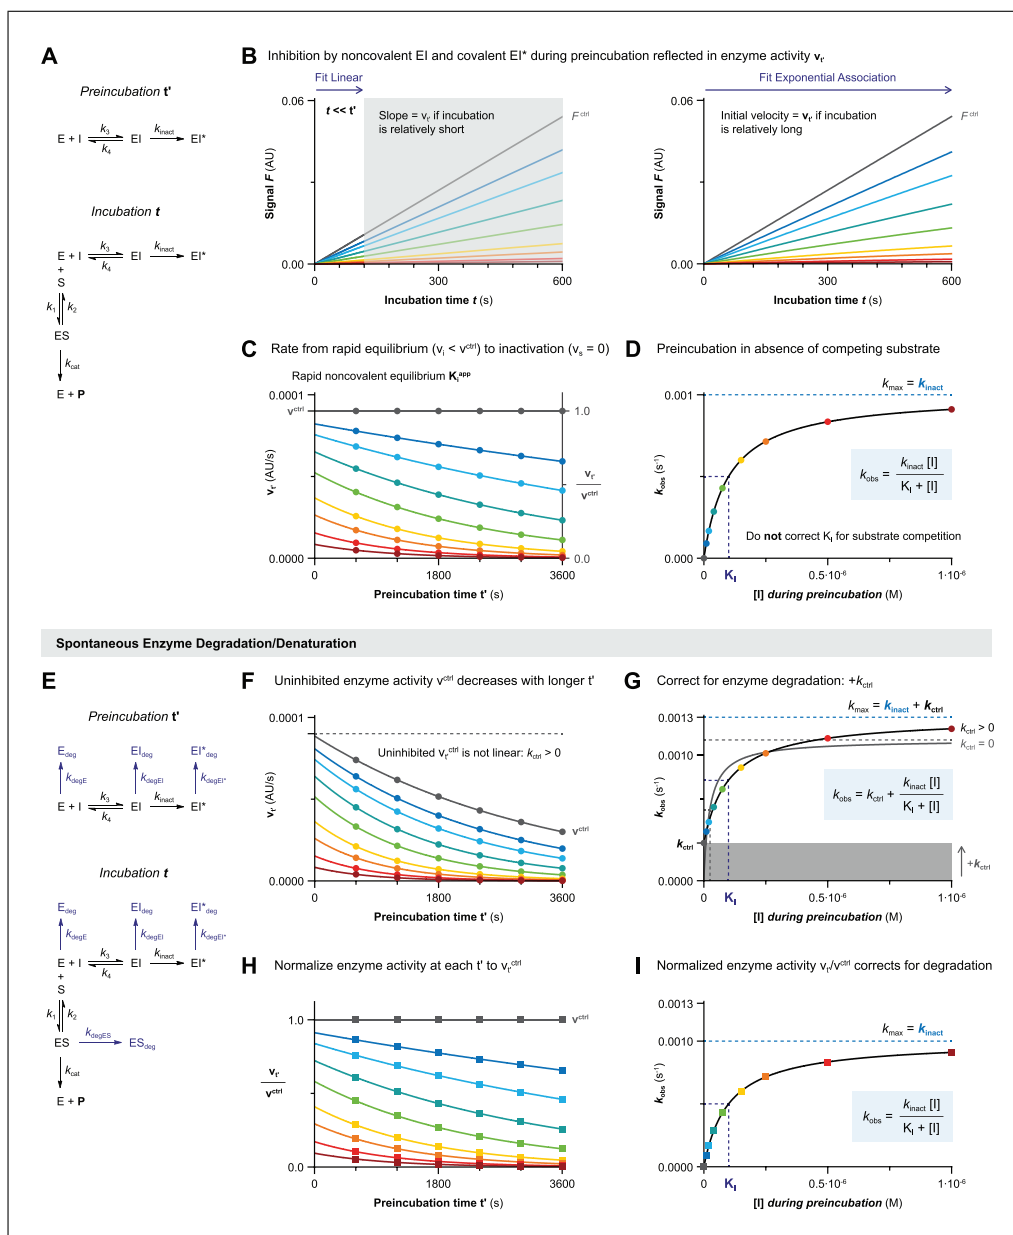 A
Preincubation t'
E + I k3 k4 EI kinact EI*
Incubation t
E + I k3 k4 EI kinact EI*
+
S
k1 k2
ES
kcat
E + P
B Inhibition by noncovalent EI and covalent EI* during preincubation reflected in enzyme activity vt'
Fit Linear
t << t'
Slope = vt' if incubation
is relatively short
Fctrl
0.06
0.00
Signal F (AU)
0 300 600
Incubation time t (s)
Fit Exponential Association
Initial velocity = vt' if incubation
is relatively long
Fctrl
0.06
0.00
Signal F (AU)
0 300 600
Incubation time t (s)
C Rate from rapid equilibrium (vi < vctrl) to inactivation (vs = 0)
Rapid noncovalent equilibrium Kiapp
0.0001
vctrl
1.0
vt' (AU/s)
vt'
vctrl
0.0000
0.0
0 1800 3600
Preincubation time t' (s)
D Preincubation in absence of competing substrate
kmax = kinact
0.001
kobs (s-1)
kobs = kinact [I] / KI + [I]
Do not correct KI for substrate competition
0.000
0 KI 0.5·10-6 1·10-6
[I] during preincubation (M)
Spontaneous Enzyme Degradation/Denaturation
E
Preincubation t'
Edeg EIdeg EI*deg
kdegE kdegEI kdegEI*
E + I k3 k4 EI kinact EI*
Incubation t
Edeg EIdeg EI*deg
kdegE kdegEI kdegEI*
E + I k3 k4 EI kinact EI*
+
S
k1 k2
kdegES
ES ESdeg
kcat
E + P
F Uninhibited enzyme activity vctrl decreases with longer t'
0.0001
Uninhibited vt'ctrl is not linear: kctrl > 0
vt' (AU/s)
vctrl
0.0000
0 1800 3600
Preincubation time t' (s)
G Correct for enzyme degradation: +kctrl
kmax = kinact + kctrl
0.0013
kctrl > 0
kctrl = 0
0.0010
kobs (s-1)
kobs = kctrl + kinact [I] / KI + [I]
kctrl
+kctrl
0.0000
0 KI 0.5·10-6 1·10-6
[I] during preincubation (M)
H Normalize enzyme activity at each t' to vt'ctrl
1.0
vctrl
vt'
vctrl
0.0
0 1800 3600
Preincubation time t' (s)
I Normalized enzyme activity vt'/vctrl corrects for degradation
0.0013
kmax = kinact
0.0010
kobs (s-1)
kobs = kinact [I] / KI + [I]
0.0000
0 KI 0.5·10-6 1·10-6
[I] during preincubation (M)